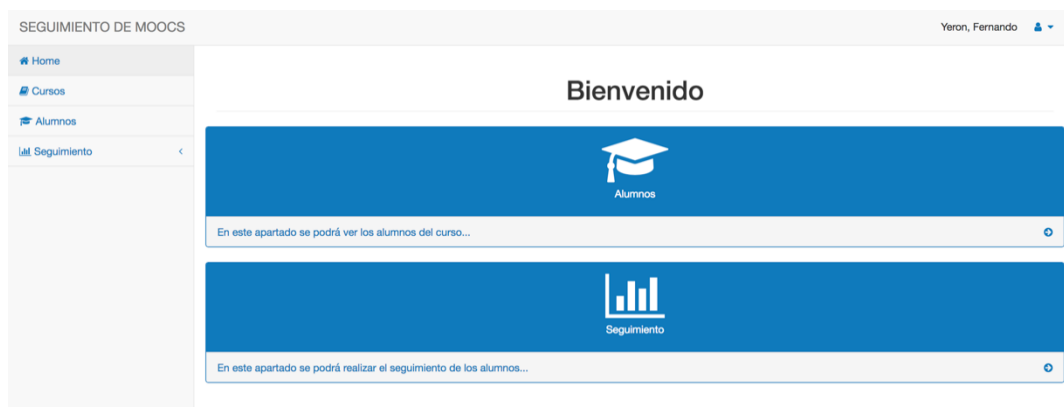 SEGUIMIENTO DE MOOCS
Yeron, Fernando
Home
Cursos
Alumnos
Seguimiento
Bienvenido
Alumnos
En este apartado se podrá ver los alumnos del curso...
Seguimiento
En este apartado se podrá realizar el seguimiento de los alumnos...